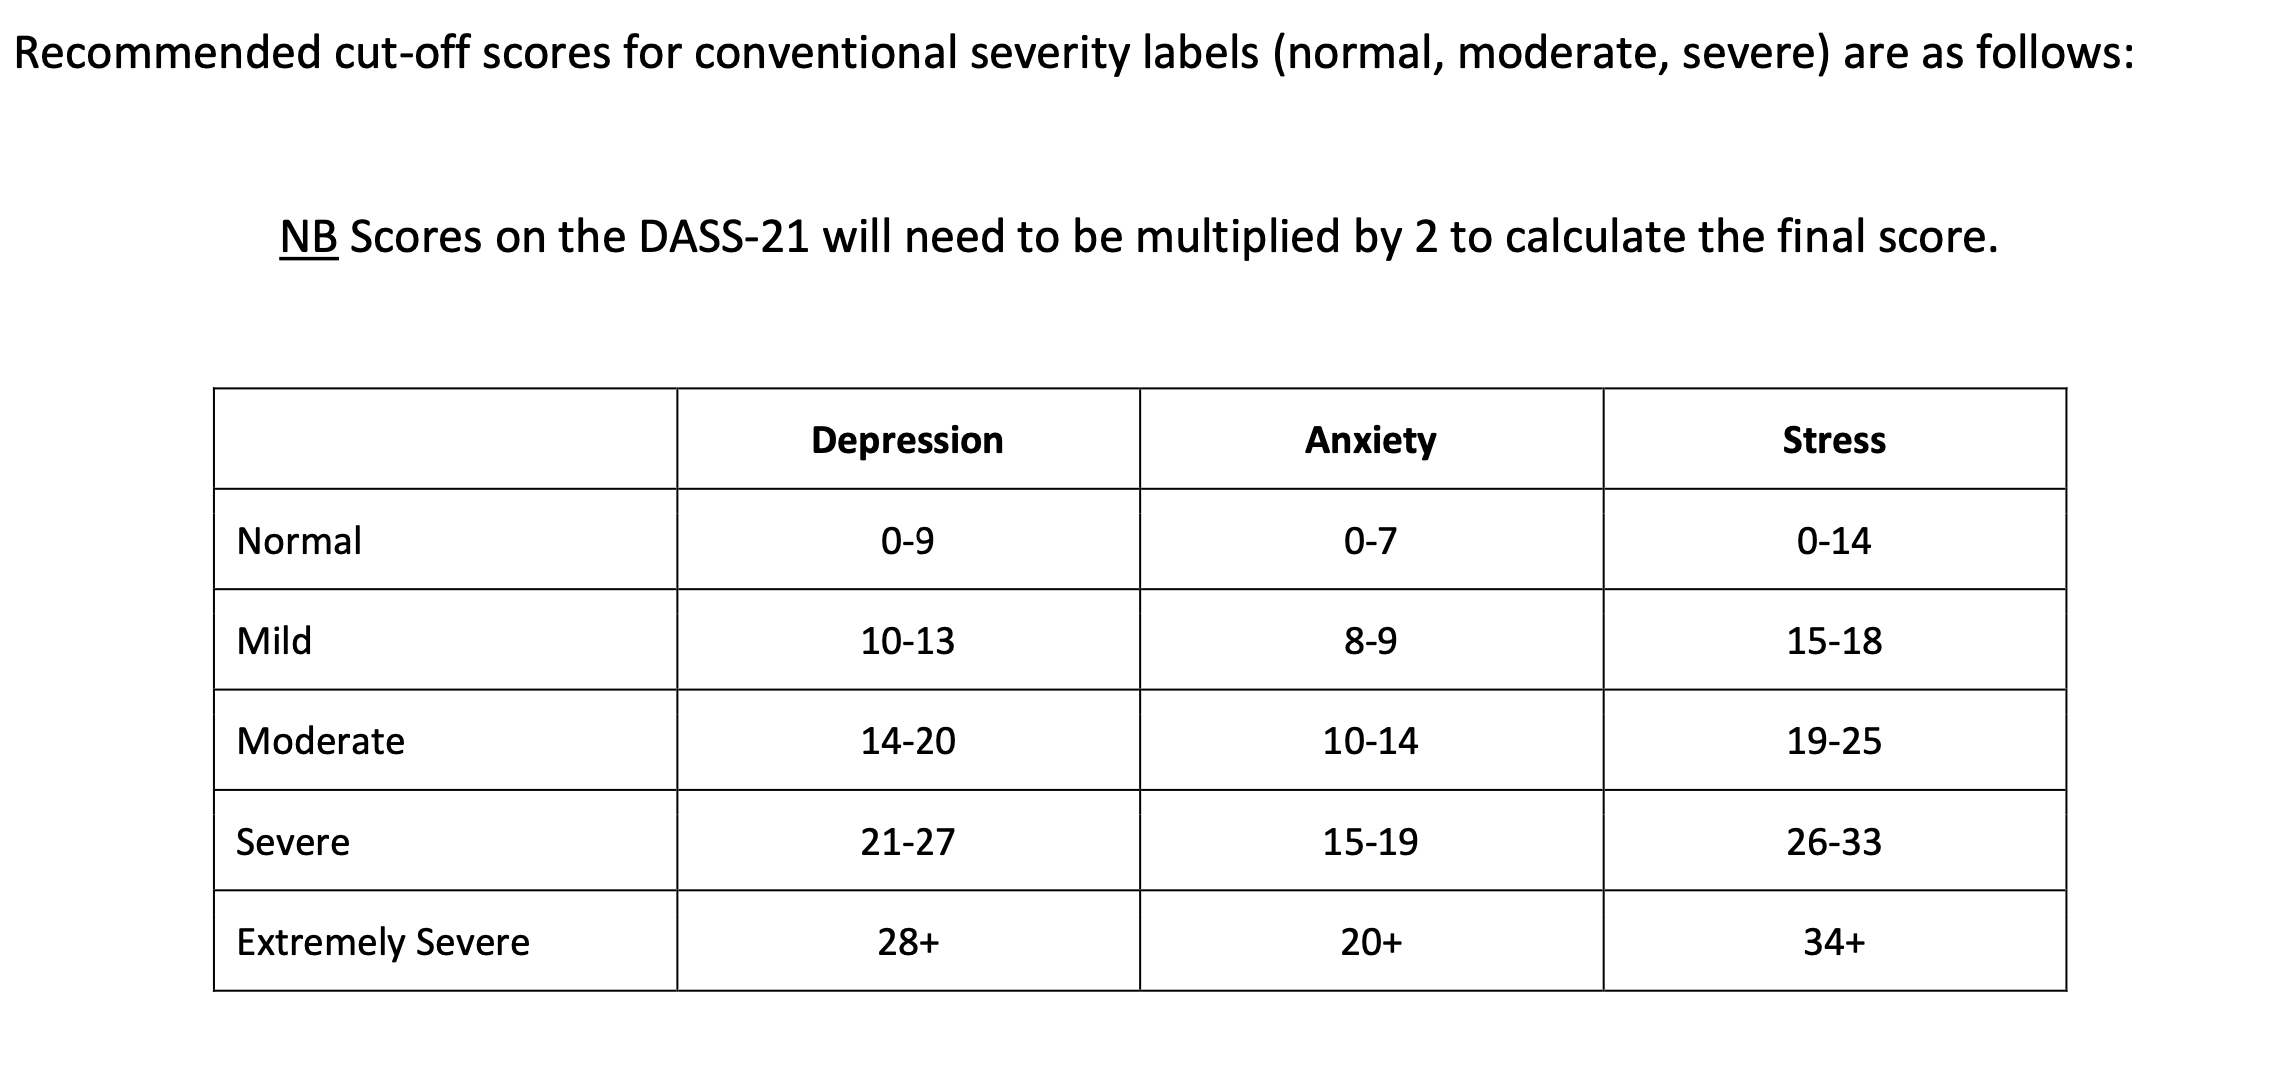 Recommended cut-off scores for conventional severity labels (normal, moderate, severe) are as follows:
NB Scores on the DASS-21 will need to be multiplied by 2 to calculate the final score.
Depression Anxiety Stress
Normal 0-9 0-7 0-14
Mild 10-13 8-9 15-18
Moderate 14-20 10-14 19-25
Severe 21-27 15-19 26-33
Extremely Severe 28+ 20+ 34+